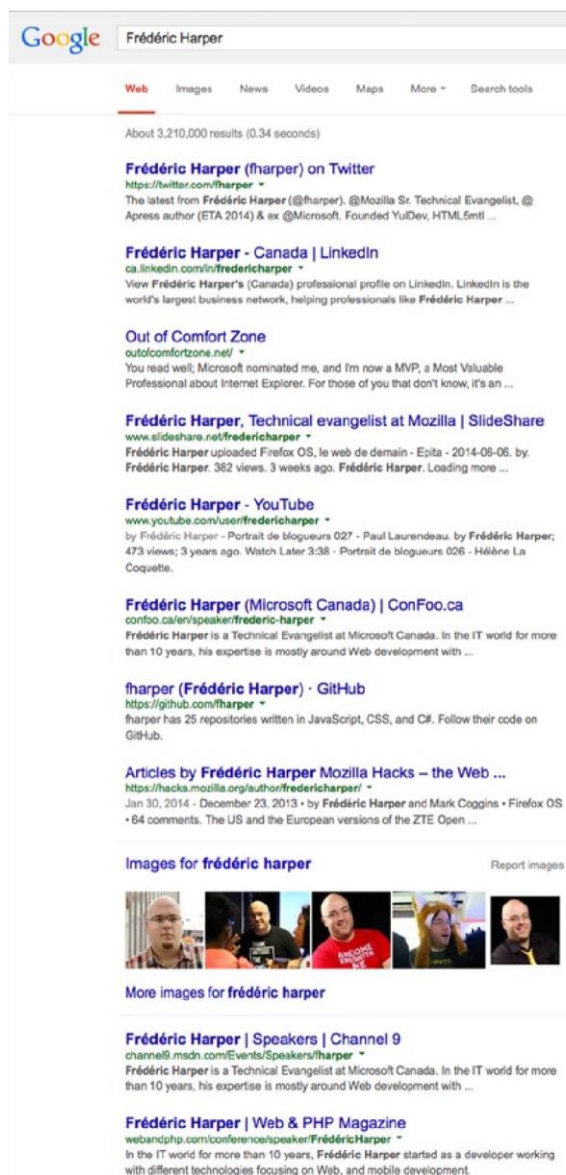 Google Frédéric Harper
Web Images News Videos Maps More Search tools
About 3,210,000 results (0.34 seconds)
Frédéric Harper (fharper) on Twitter
https://twitter.com/fharper
The latest from Frédéric Harper (@fharper). @Mozilla Sr. Technical Evangelist, @
Apress author (ETA 2014) & ex @Microsoft. Founded YulDev, HTML5mtl ...
Frédéric Harper - Canada | LinkedIn
ca.linkedin.com/in/fredericharper
View Frédéric Harper's (Canada) professional profile on LinkedIn. LinkedIn is the
world's largest business network, helping professionals like Frédéric Harper ...
Out of Comfort Zone
outofcomfortzone.net/
You read well; Microsoft nominated me, and I'm now a MVP, a Most Valuable
Professional about Internet Explorer. For those of you that don't know, it's an ...
Frédéric Harper, Technical evangelist at Mozilla | SlideShare
www.slideshare.net/fredericharper
Frédéric Harper uploaded Firefox OS, le web de demain - Epita - 2014-06-06. by.
Frédéric Harper. 382 views. 3 weeks ago. Frédéric Harper. Loading more ...
Frédéric Harper - YouTube
www.youtube.com/user/fredericharper
by Frédéric Harper - Portrait de blogueurs 027 - Paul Laurendeau. by Frédéric Harper;
473 views; 3 years ago. Watch Later 3:38 · Portrait de blogueurs 026 - Hélène La
Coquette.
Frédéric Harper (Microsoft Canada) | ConFoo.ca
confoo.ca/en/speaker/frederic-harper
Frédéric Harper is a Technical Evangelist at Microsoft Canada. In the IT world for more
than 10 years, his expertise is mostly around Web development with ...
fharper (Frédéric Harper) · GitHub
https://github.com/fharper
fharper has 25 repositories written in JavaScript, CSS, and C#. Follow their code on
GitHub.
Articles by Frédéric Harper Mozilla Hacks – the Web ...
https://hacks.mozilla.org/author/fredericharper/
Jan 30, 2014 - December 23, 2013 • by Frédéric Harper and Mark Coggins • Firefox OS
• 64 comments. The US and the European versions of the ZTE Open ...
Images for frédéric harper Report images
AWESOME
More images for frédéric harper
Frédéric Harper | Speakers | Channel 9
channel9.msdn.com/Events/Speakers/fharper
Frédéric Harper is a Technical Evangelist at Microsoft Canada. In the IT world for more
than 10 years, his expertise is mostly around Web development with ...
Frédéric Harper | Web & PHP Magazine
webandphp.com/conference/speaker/FrédéricHarper
In the IT world for more than 10 years, Frédéric Harper started as a developer working
with different technologies focusing on Web, and mobile development.